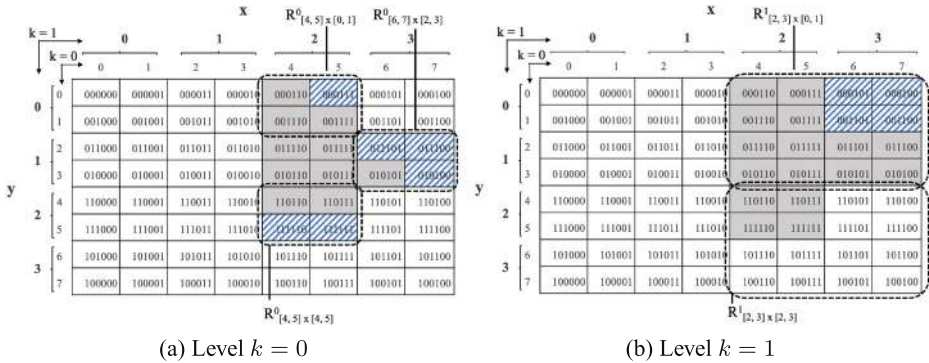 x x
R⁰[4, 5] x [0, 1] R⁰[6, 7] x [2, 3] R¹[2, 3] x [0, 1]
k = 1 0 1 2 3 k = 1 0 1 2 3
k = 0 0 1 2 3 4 5 6 7 k = 0 0 1 2 3 4 5 6 7
0 0 000000 000001 000011 000010 000110 000111 000101 000100 0 0 000000 000001 000011 000010 000110 000111 000101 000100
1 001000 001001 001011 001010 001110 001111 001101 001100 1 001000 001001 001011 001010 001110 001111 001101 001100
1 2 011000 011001 011011 011010 011110 011111 011101 011100 1 2 011000 011001 011011 011010 011110 011111 011101 011100
3 010000 010001 010011 010010 010110 010111 010101 010100 3 010000 010001 010011 010010 010110 010111 010101 010100
y y
2 4 110000 110001 110011 110010 110110 110111 110101 110100 2 4 110000 110001 110011 110010 110110 110111 110101 110100
5 111000 111001 111011 111010 111110 111111 111101 111100 5 111000 111001 111011 111010 111110 111111 111101 111100
3 6 101000 101001 101011 101010 101110 101111 101101 101100 3 6 101000 101001 101011 101010 101110 101111 101101 101100
7 100000 100001 100011 100010 100110 100111 100101 100100 7 100000 100001 100011 100010 100110 100111 100101 100100
R⁰[4, 5] x [4, 5] R¹[2, 3] x [2, 3]
(a) Level k = 0 (b) Level k = 1